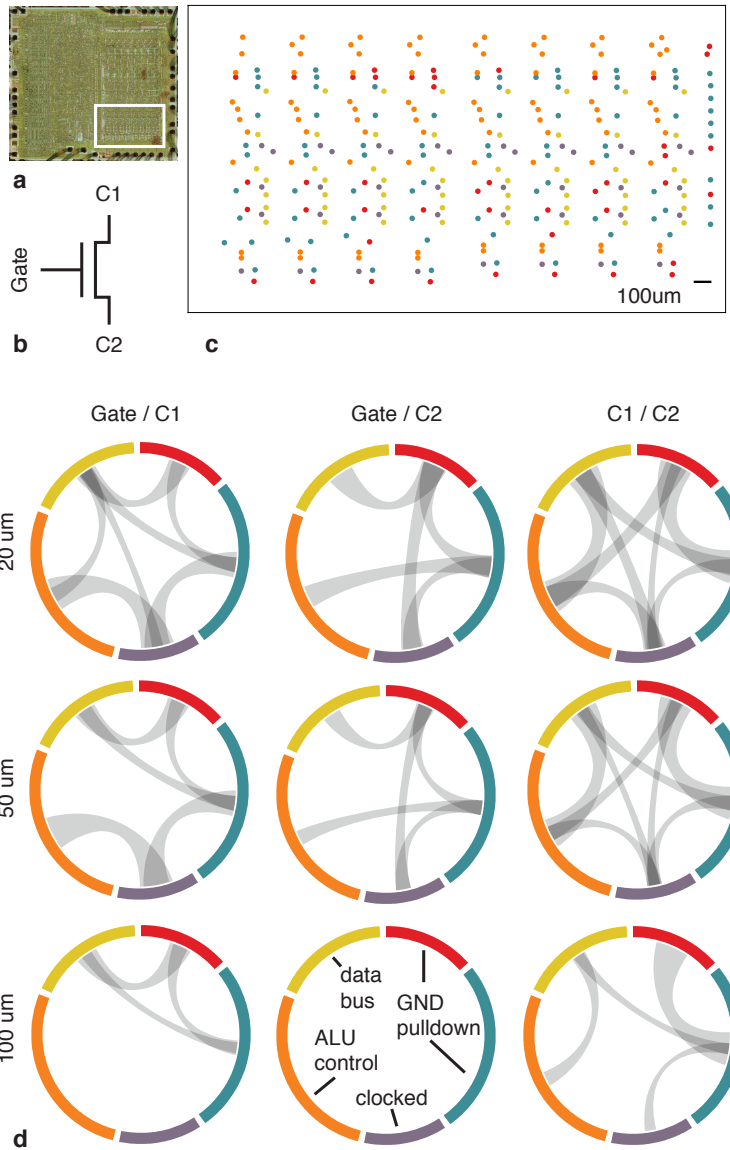 a
C1
Gate
C2
b
100um
c
Gate / C1
Gate / C2
C1 / C2
20 um
50 um
100 um
data
bus
GND
pulldown
ALU
control
clocked
d